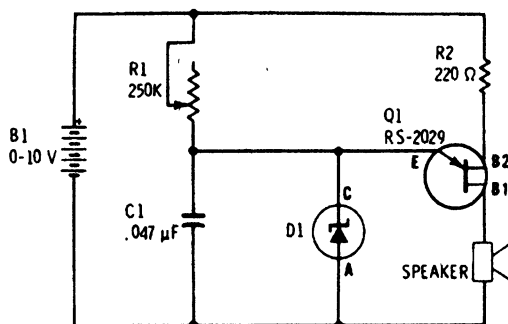 R1
250K
R2
220 Ω
Q1
RS-2029
B1
0-10 V
+
E
B2
B1
C
C1
.047 µF
D1
A
SPEAKER